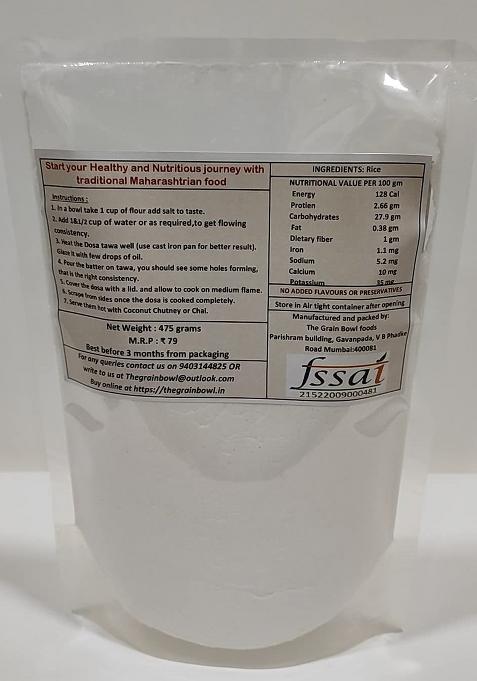 Start your Healthy and Nutritious journey with
traditional Maharashtrian food
Instructions :
1. In a bowl take 1 cup of flour add salt to taste.
2. Add 1&1/2 cup of water or as required,to get flowing
consistency.
3. Heat the Dosa tawa well (use cast iron pan for better result).
Glaze it with few drops of oil.
4. Pour the batter on tawa, you should see some holes forming,
that is the right consistency.
5. Cover the dosa with a lid. and allow to cook on medium flame.
6. Scrape from sides once the dosa is cooked completely.
7. Serve them hot with Coconut Chutney or Chai.
Net Weight : 475 grams
M.R.P : ₹ 79
Best before 3 months from packaging
For any queries contact us on 9403144825 OR
write to us at Thegrainbowl@outlook.com
Buy online at https://thegrainbowl.in
INGREDIENTS: Rice
NUTRITIONAL VALUE PER 100 gm
Energy 128 Cal
Protien 2.66 gm
Carbohydrates 27.9 gm
Fat 0.38 gm
Dietary fiber 1 gm
Iron 1.1 mg
Sodium 5.2 mg
Calcium 10 mg
Potassium 35 mg
NO ADDED FLAVOURS OR PRESERVATIVES
Store in Air tight container after opening
Manufactured and packed by:
The Grain Bowl foods
Parishram building, Gavanpada, V B Phadke
Road Mumbai:400081
fssai
21522009000481